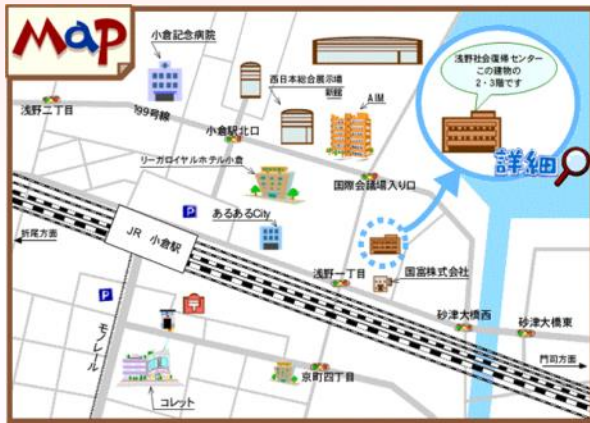 Map
小倉記念病院
西日本総合展示場
新館
AIM
浅野社会復帰センター
この建物の
2・3階です
浅野二丁目
199号線
小倉駅北口
詳細
リーガロイヤルホテル小倉
国際会議場入り口
P
あるあるCity
折尾方面
JR 小倉駅
浅野一丁目
国富株式会社
P
砂津大橋西
砂津大橋東
モノレール
京町四丁目
門司方面
コレット